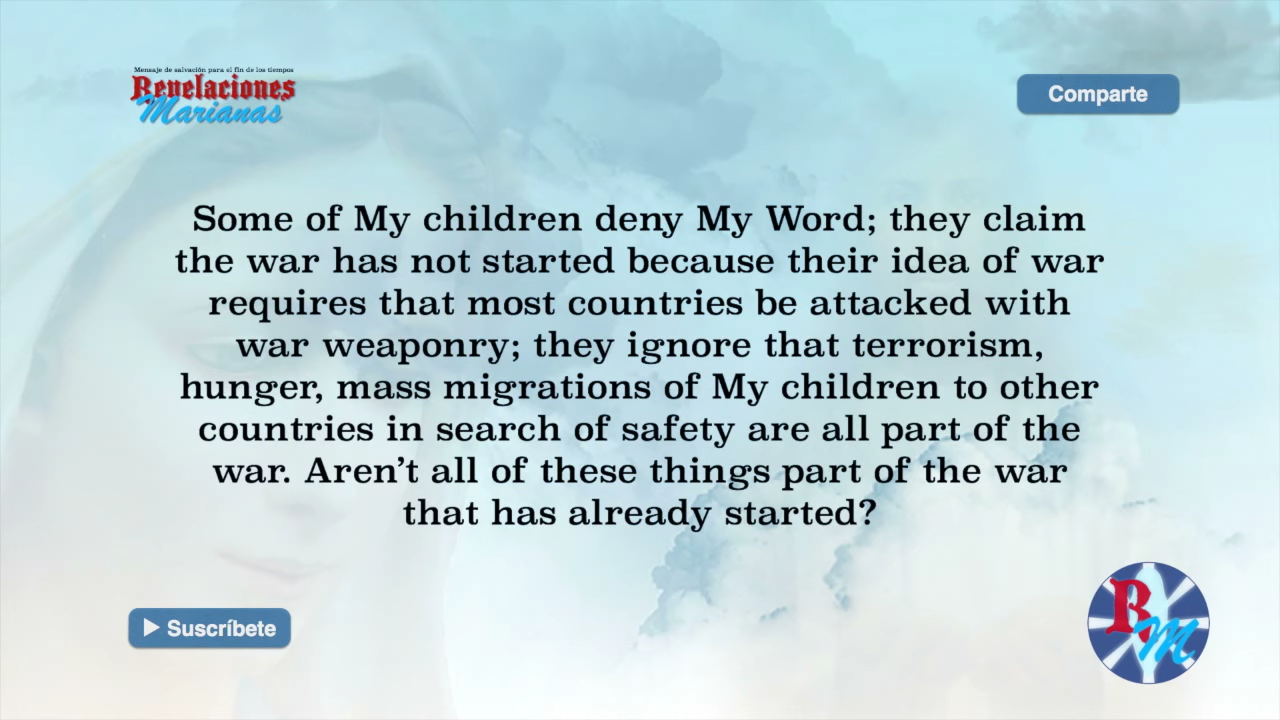 Mensaje de salvación para el fin de los tiempos
Revelaciones
Marianas
Comparte
Some of My children deny My Word; they claim
the war has not started because their idea of war
requires that most countries be attacked with
war weaponry; they ignore that terrorism,
hunger, mass migrations of My children to other
countries in search of safety are all part of the
war. Aren’t all of these things part of the war
that has already started?
Suscríbete
RM